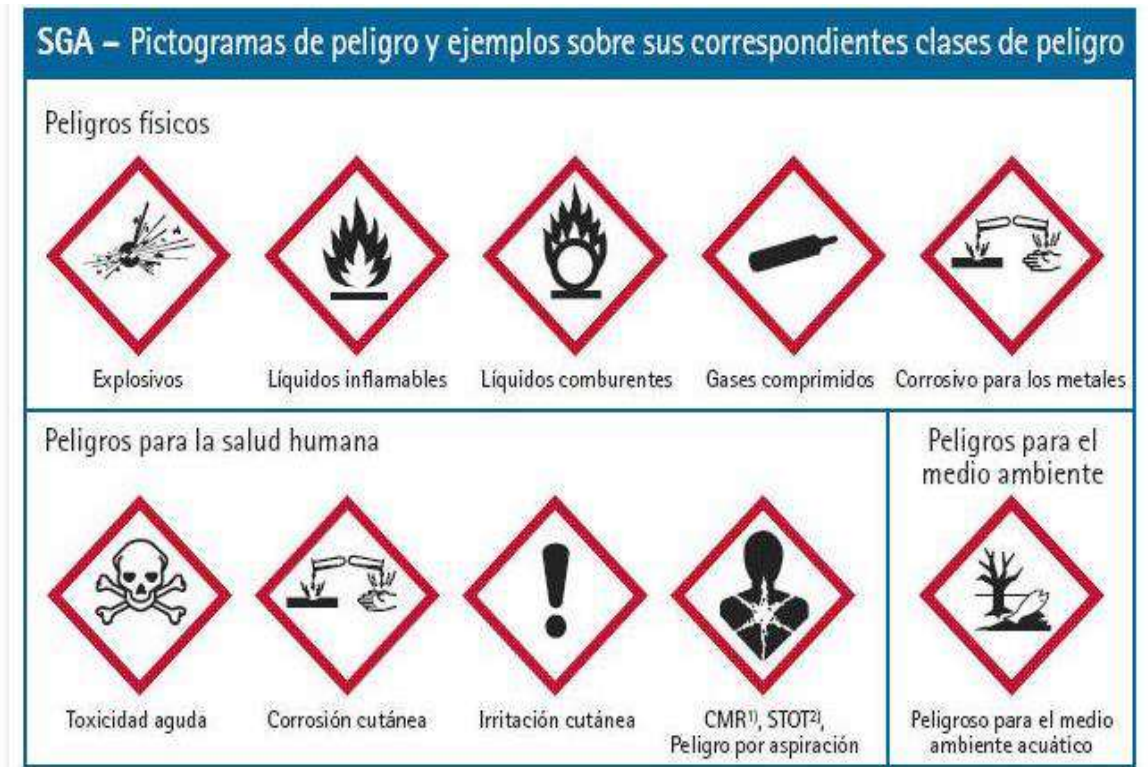 SGA – Pictogramas de peligro y ejemplos sobre sus correspondientes clases de peligro
Peligros físicos
Explosivos
Líquidos inflamables
Líquidos comburentes
Gases comprimidos
Corrosivo para los metales
Peligros para la salud humana
Toxicidad aguda
Corrosión cutánea
Irritación cutánea
CMR¹⁾, STOT²⁾,
Peligro por aspiración
Peligros para el
medio ambiente
Peligroso para el medio
ambiente acuático